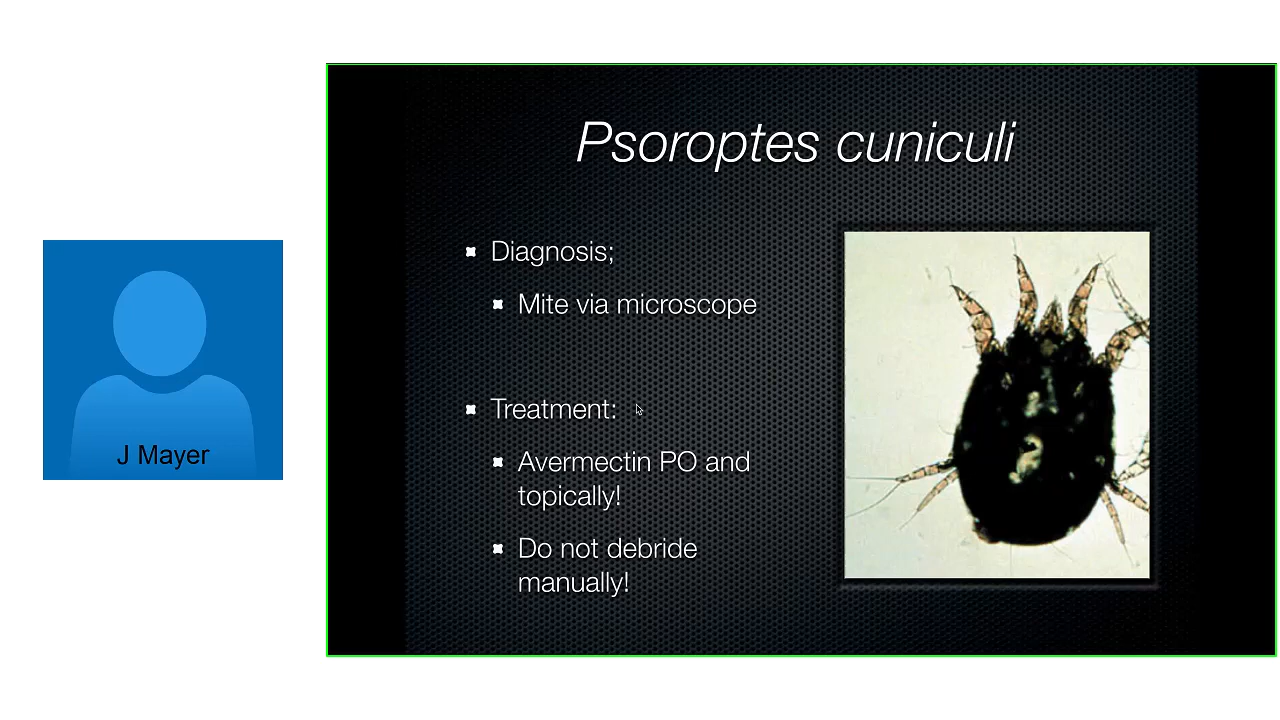 Psoroptes cuniculi
Diagnosis;
Mite via microscope
Treatment:
Avermectin PO and
topically!
Do not debride
manually!
J Mayer